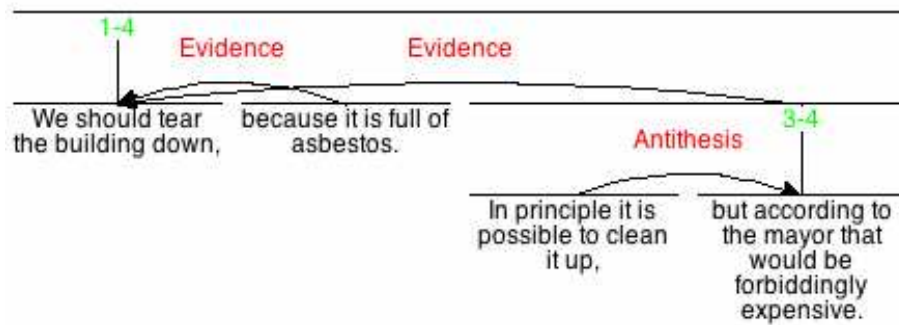 1-4
Evidence
Evidence
We should tear
the building down,
because it is full of
asbestos.
3-4
Antithesis
In principle it is
possible to clean
it up,
but according to
the mayor that
would be
forbiddingly
expensive.